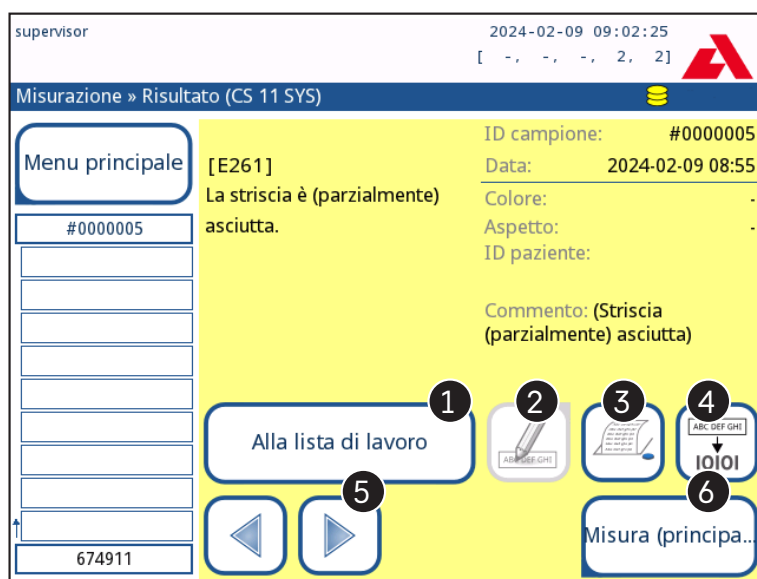 supervisor
2024-02-09 09:02:25
[ -, -, -, 2, 2]
Misurazione » Risultato (CS 11 SYS)
Menu principale
#0000005
674911
[E261]
La striscia è (parzialmente)
asciutta.
ID campione: #0000005
Data: 2024-02-09 08:55
Colore: -
Aspetto: -
ID paziente:
Commento: (Striscia
(parzialmente) asciutta)
1
2
3
4
Alla lista di lavoro
ABC DEF GHI
ABC DEF GHI
IOIOI
5
6
Misura (principa...